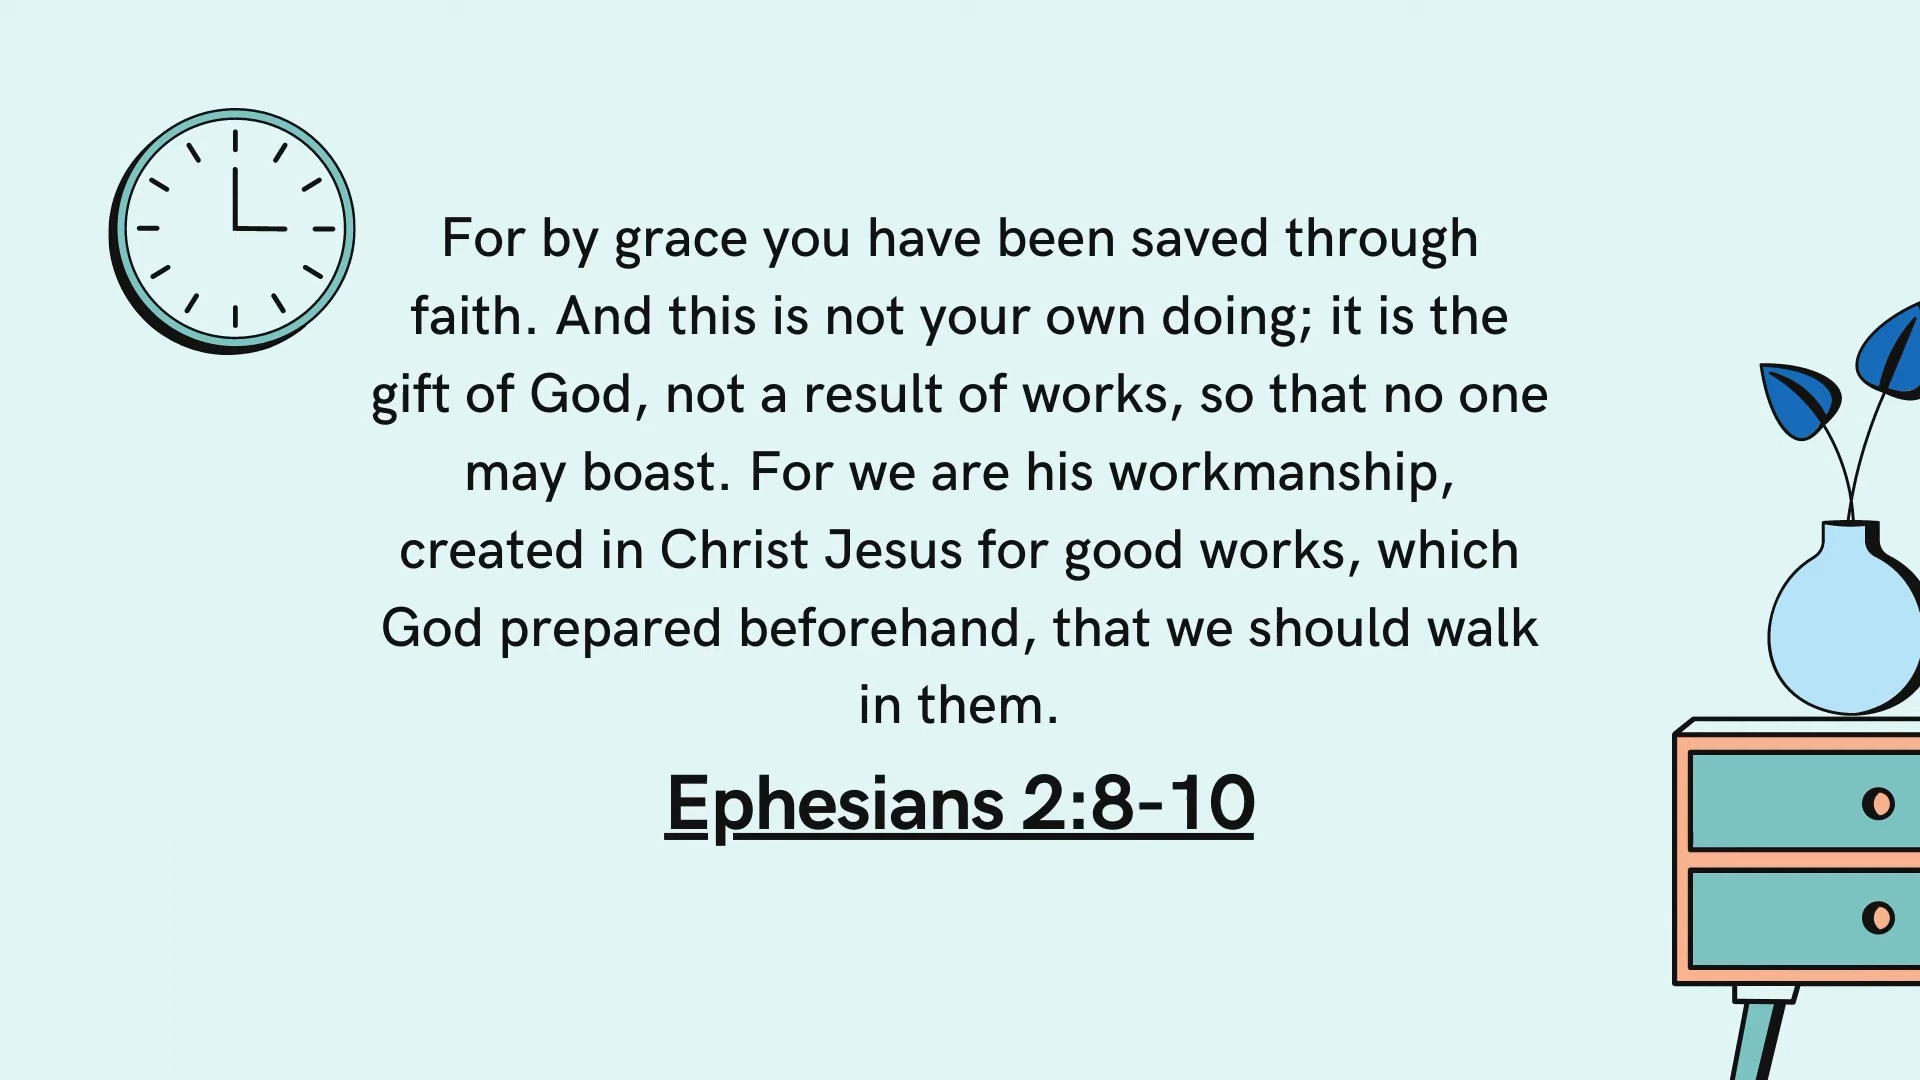 For by grace you have been saved through
faith. And this is not your own doing; it is the
gift of God, not a result of works, so that no one
may boast. For we are his workmanship,
created in Christ Jesus for good works, which
God prepared beforehand, that we should walk
in them.
Ephesians 2:8-10